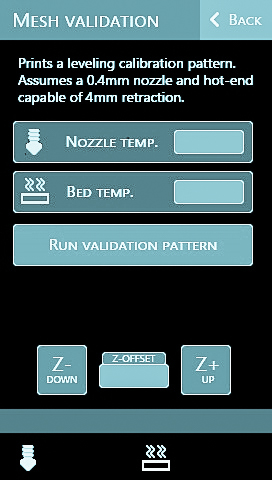 Mesh validation
Back
Prints a leveling calibration pattern.
Assumes a 0.4mm nozzle and hot-end
capable of 4mm retraction.
Nozzle temp.
Bed temp.
Run validation pattern
Z-
down
Z-offset
Z+
up